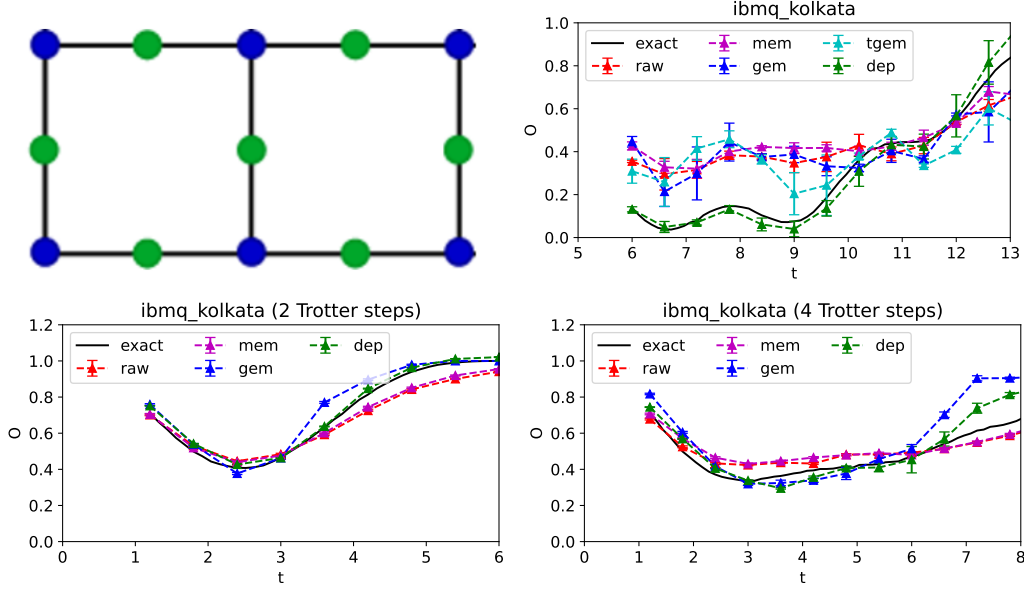 ibmq_kolkata
exact mem tgem
raw gem dep
O
1.0
0.8
0.6
0.4
0.2
0.0
5 6 7 8 9 10 11 12 13
t
ibmq_kolkata (2 Trotter steps)
exact mem dep
raw gem
O
1.2
1.0
0.8
0.6
0.4
0.2
0.0
0 1 2 3 4 5 6
t
ibmq_kolkata (4 Trotter steps)
exact mem dep
raw gem
O
1.2
1.0
0.8
0.6
0.4
0.2
0.0
0 1 2 3 4 5 6 7 8
t